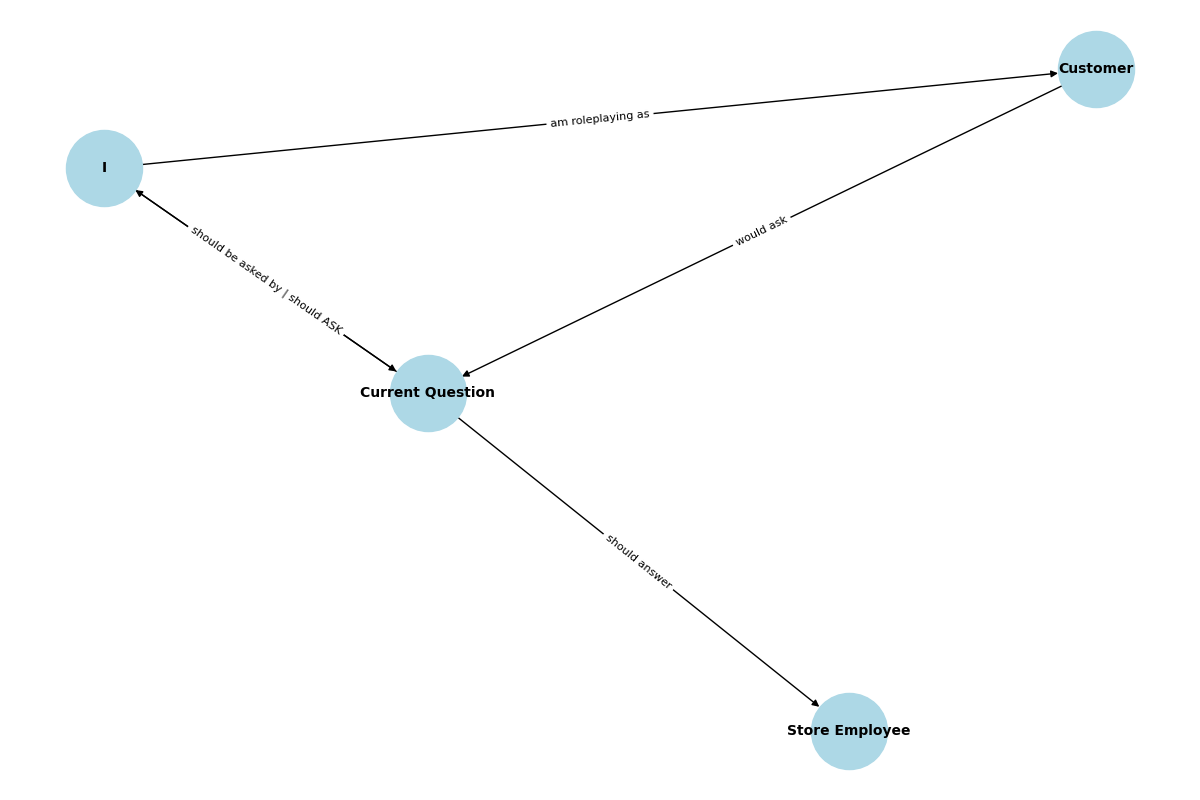 Customer
am roleplaying as
I
would ask
should be asked by | should ASK
Current Question
should answer
Store Employee